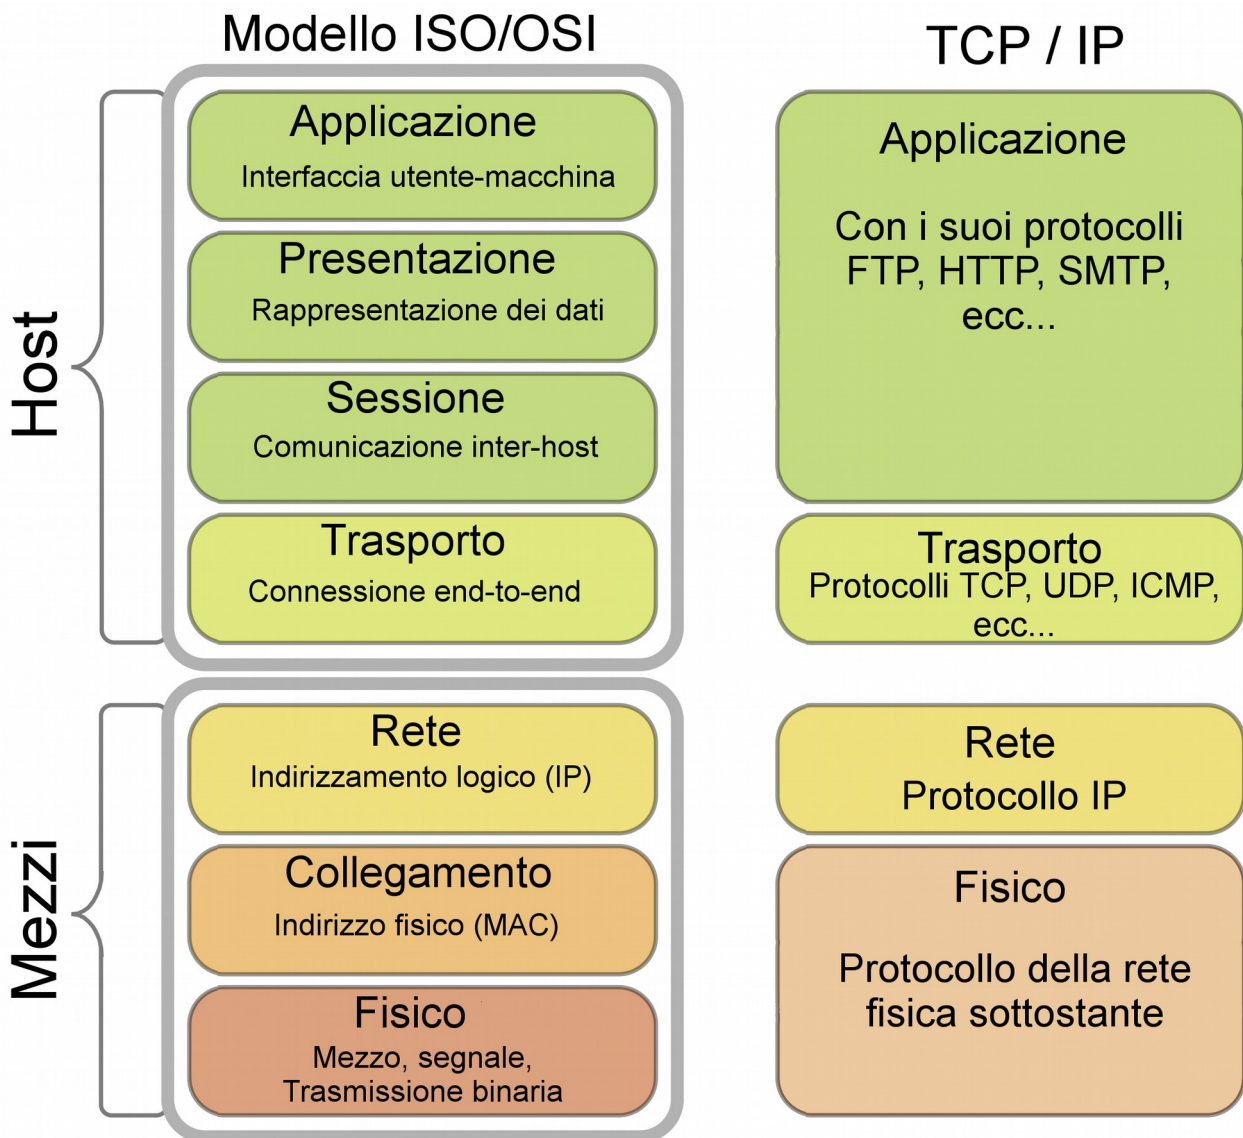 Modello ISO/OSI
Host
Applicazione
Interfaccia utente-macchina
Presentazione
Rappresentazione dei dati
Sessione
Comunicazione inter-host
Trasporto
Connessione end-to-end
Mezzi
Rete
Indirizzamento logico (IP)
Collegamento
Indirizzo fisico (MAC)
Fisico
Mezzo, segnale,
Trasmissione binaria
TCP / IP
Applicazione
Con i suoi protocolli
FTP, HTTP, SMTP,
ecc...
Trasporto
Protocolli TCP, UDP, ICMP,
ecc...
Rete
Protocollo IP
Fisico
Protocollo della rete
fisica sottostante